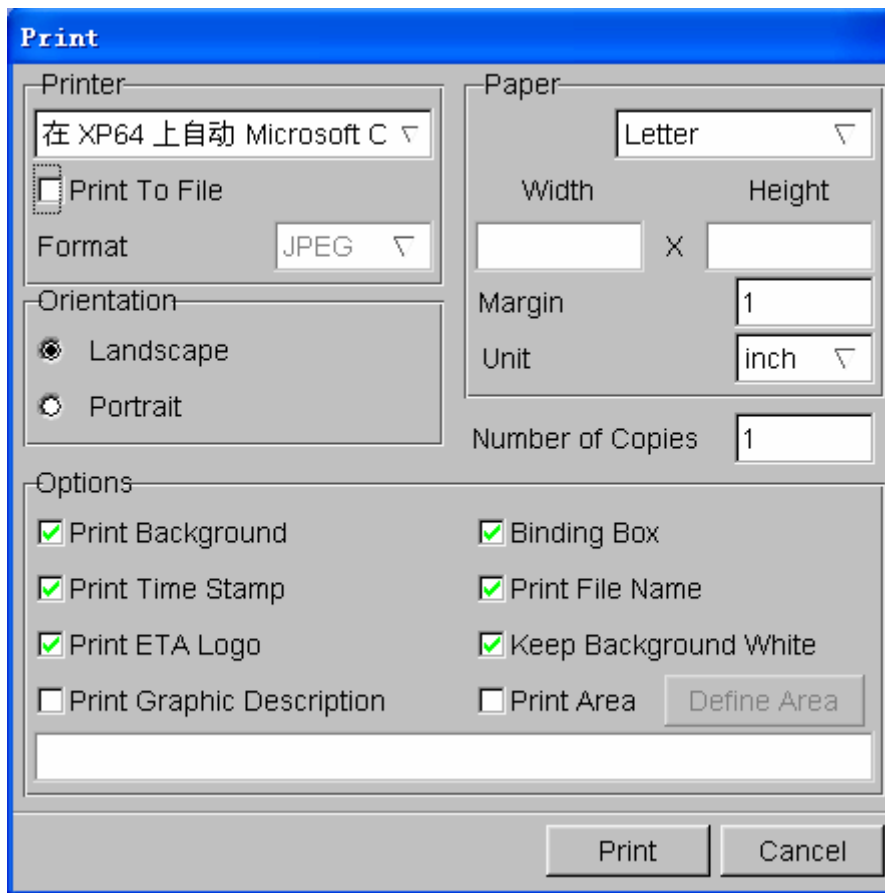 Print
Printer
在 XP64 上自动 Microsoft C
Print To File
Format JPEG
Orientation
Landscape
Portrait
Paper
Letter
Width Height
X
Margin 1
Unit inch
Number of Copies 1
Options
Print Background Binding Box
Print Time Stamp Print File Name
Print ETA Logo Keep Background White
Print Graphic Description Print Area Define Area
Print Cancel